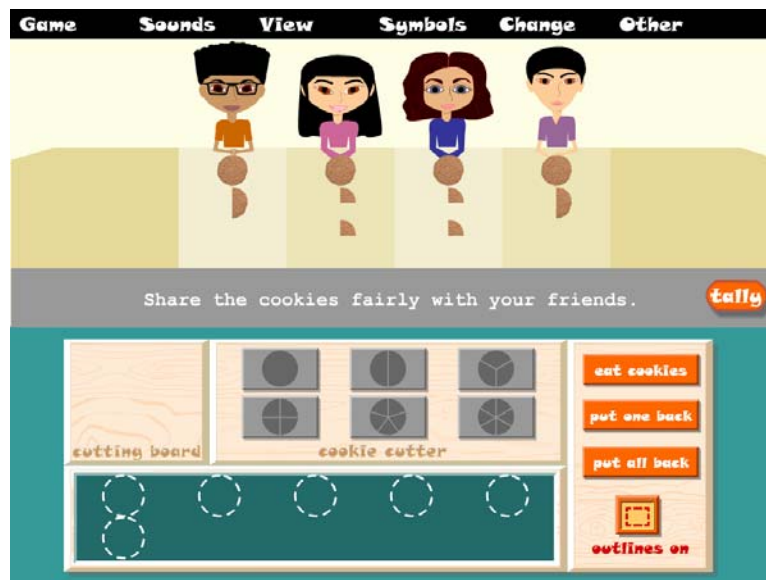 Game Sounds View Symbols Change Other
Share the cookies fairly with your friends.
tally
eat cookies
put one back
cutting board
cookie cutter
put all back
outlines on